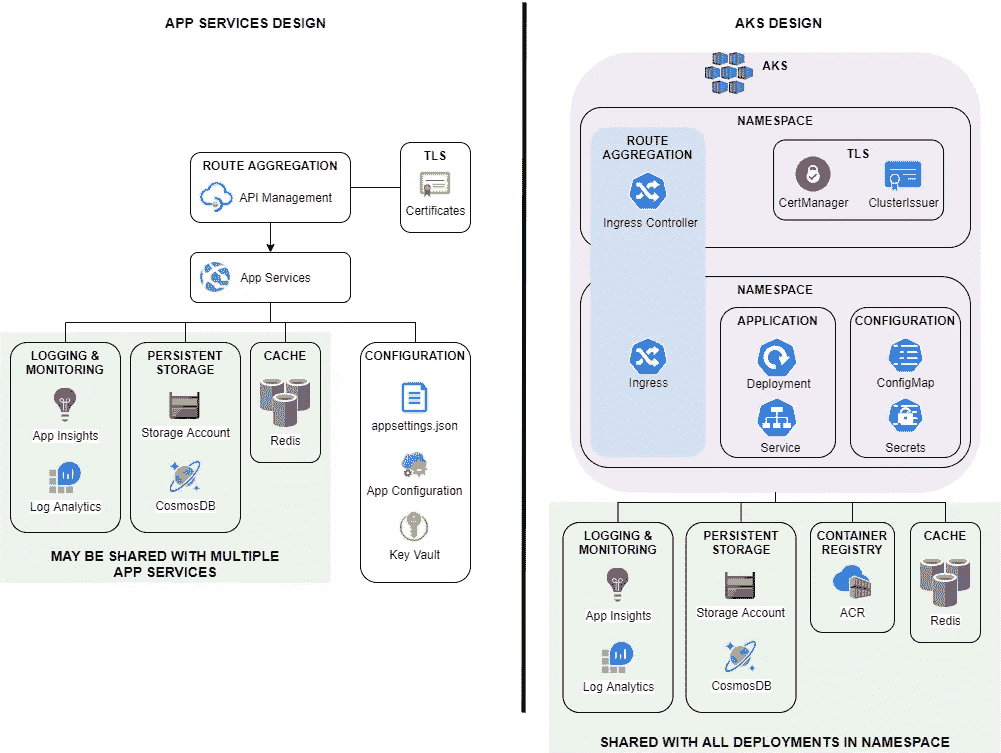 APP SERVICES DESIGN
ROUTE AGGREGATION
API Management
TLS
Certificates
App Services
LOGGING &
MONITORING
App Insights
Log Analytics
PERSISTENT
STORAGE
Storage Account
CosmosDB
CACHE
Redis
CONFIGURATION
appsettings.json
App Configuration
Key Vault
MAY BE SHARED WITH MULTIPLE
APP SERVICES
AKS DESIGN
AKS
NAMESPACE
ROUTE
AGGREGATION
Ingress Controller
TLS
CertManager
ClusterIssuer
NAMESPACE
Ingress
APPLICATION
Deployment
Service
CONFIGURATION
ConfigMap
Secrets
LOGGING &
MONITORING
App Insights
Log Analytics
PERSISTENT
STORAGE
Storage Account
CosmosDB
CONTAINER
REGISTRY
ACR
CACHE
Redis
SHARED WITH ALL DEPLOYMENTS IN NAMESPACE